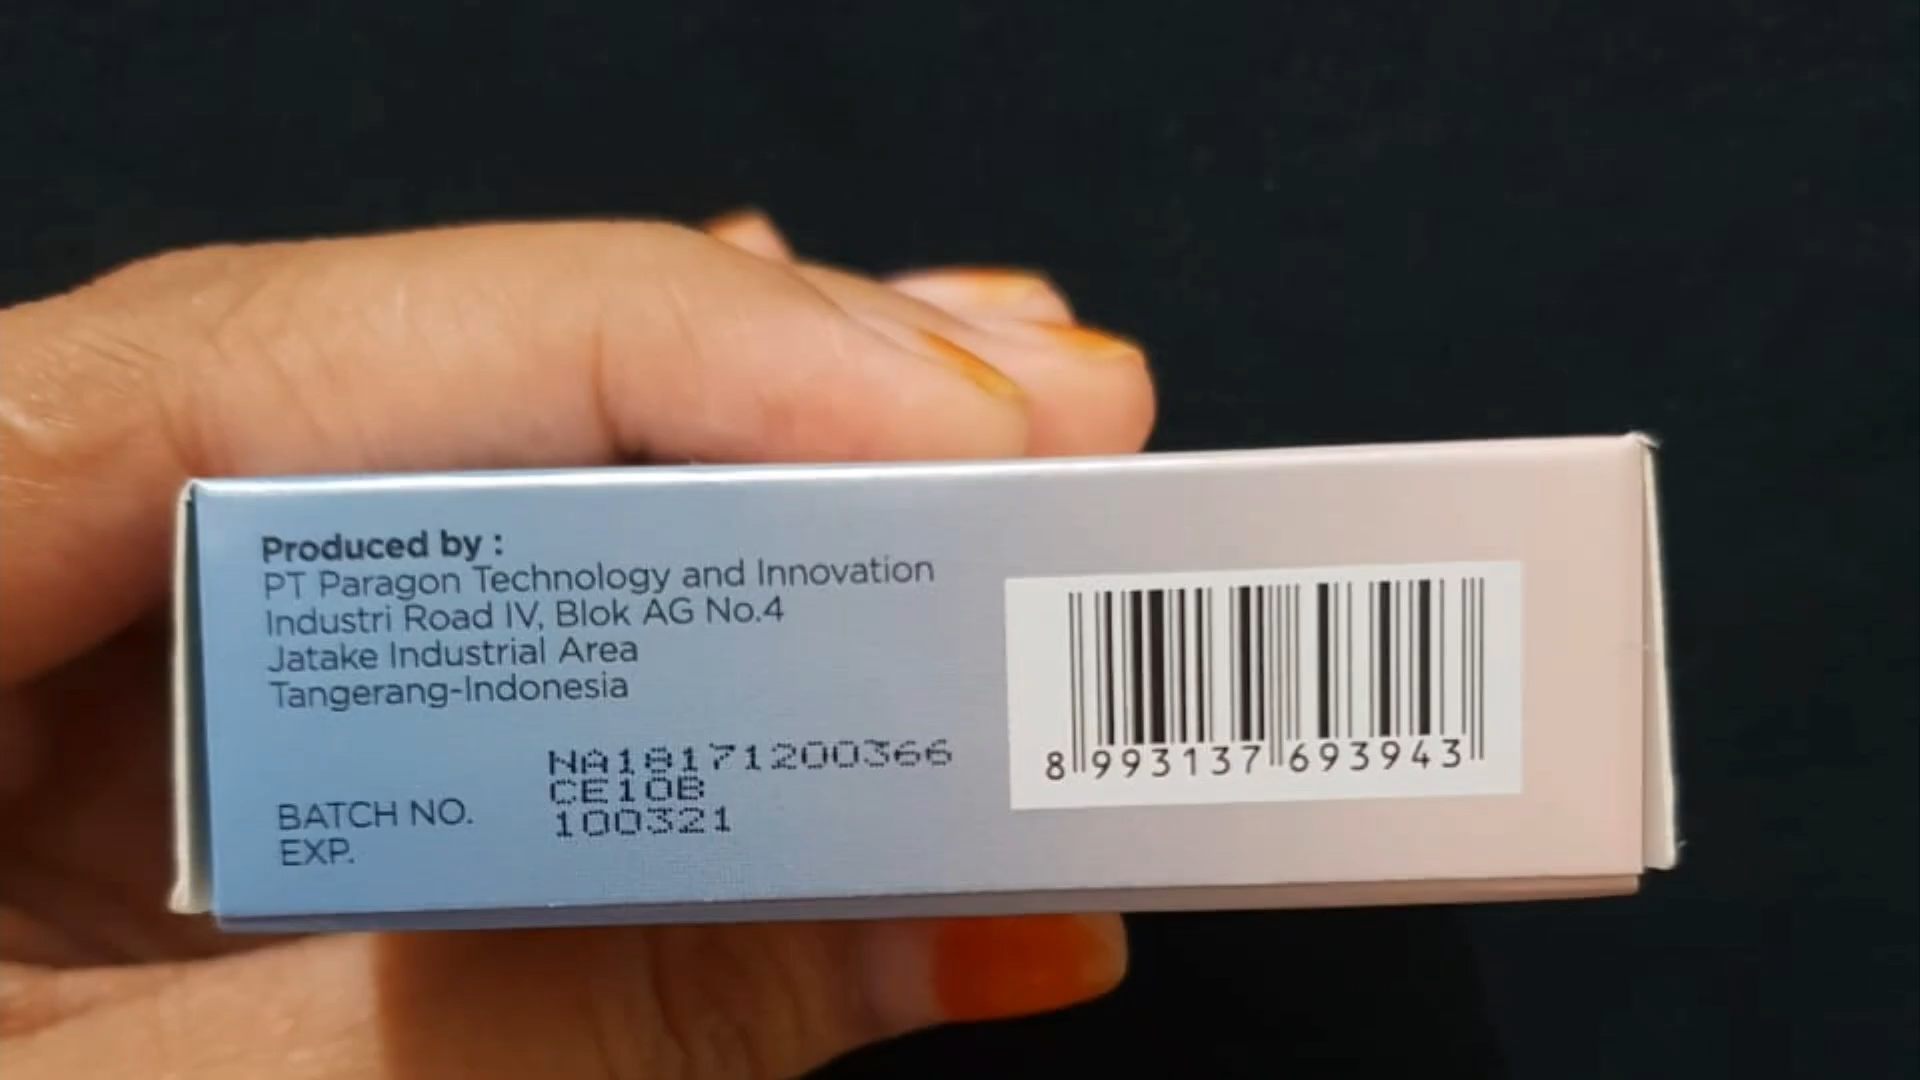 Produced by :
PT Paragon Technology and Innovation
Industri Road IV, Blok AG No.4
Jatake Industrial Area
Tangerang-Indonesia
NA18171200366
BATCH NO. CE10B
EXP. 100321
8 993137 693943